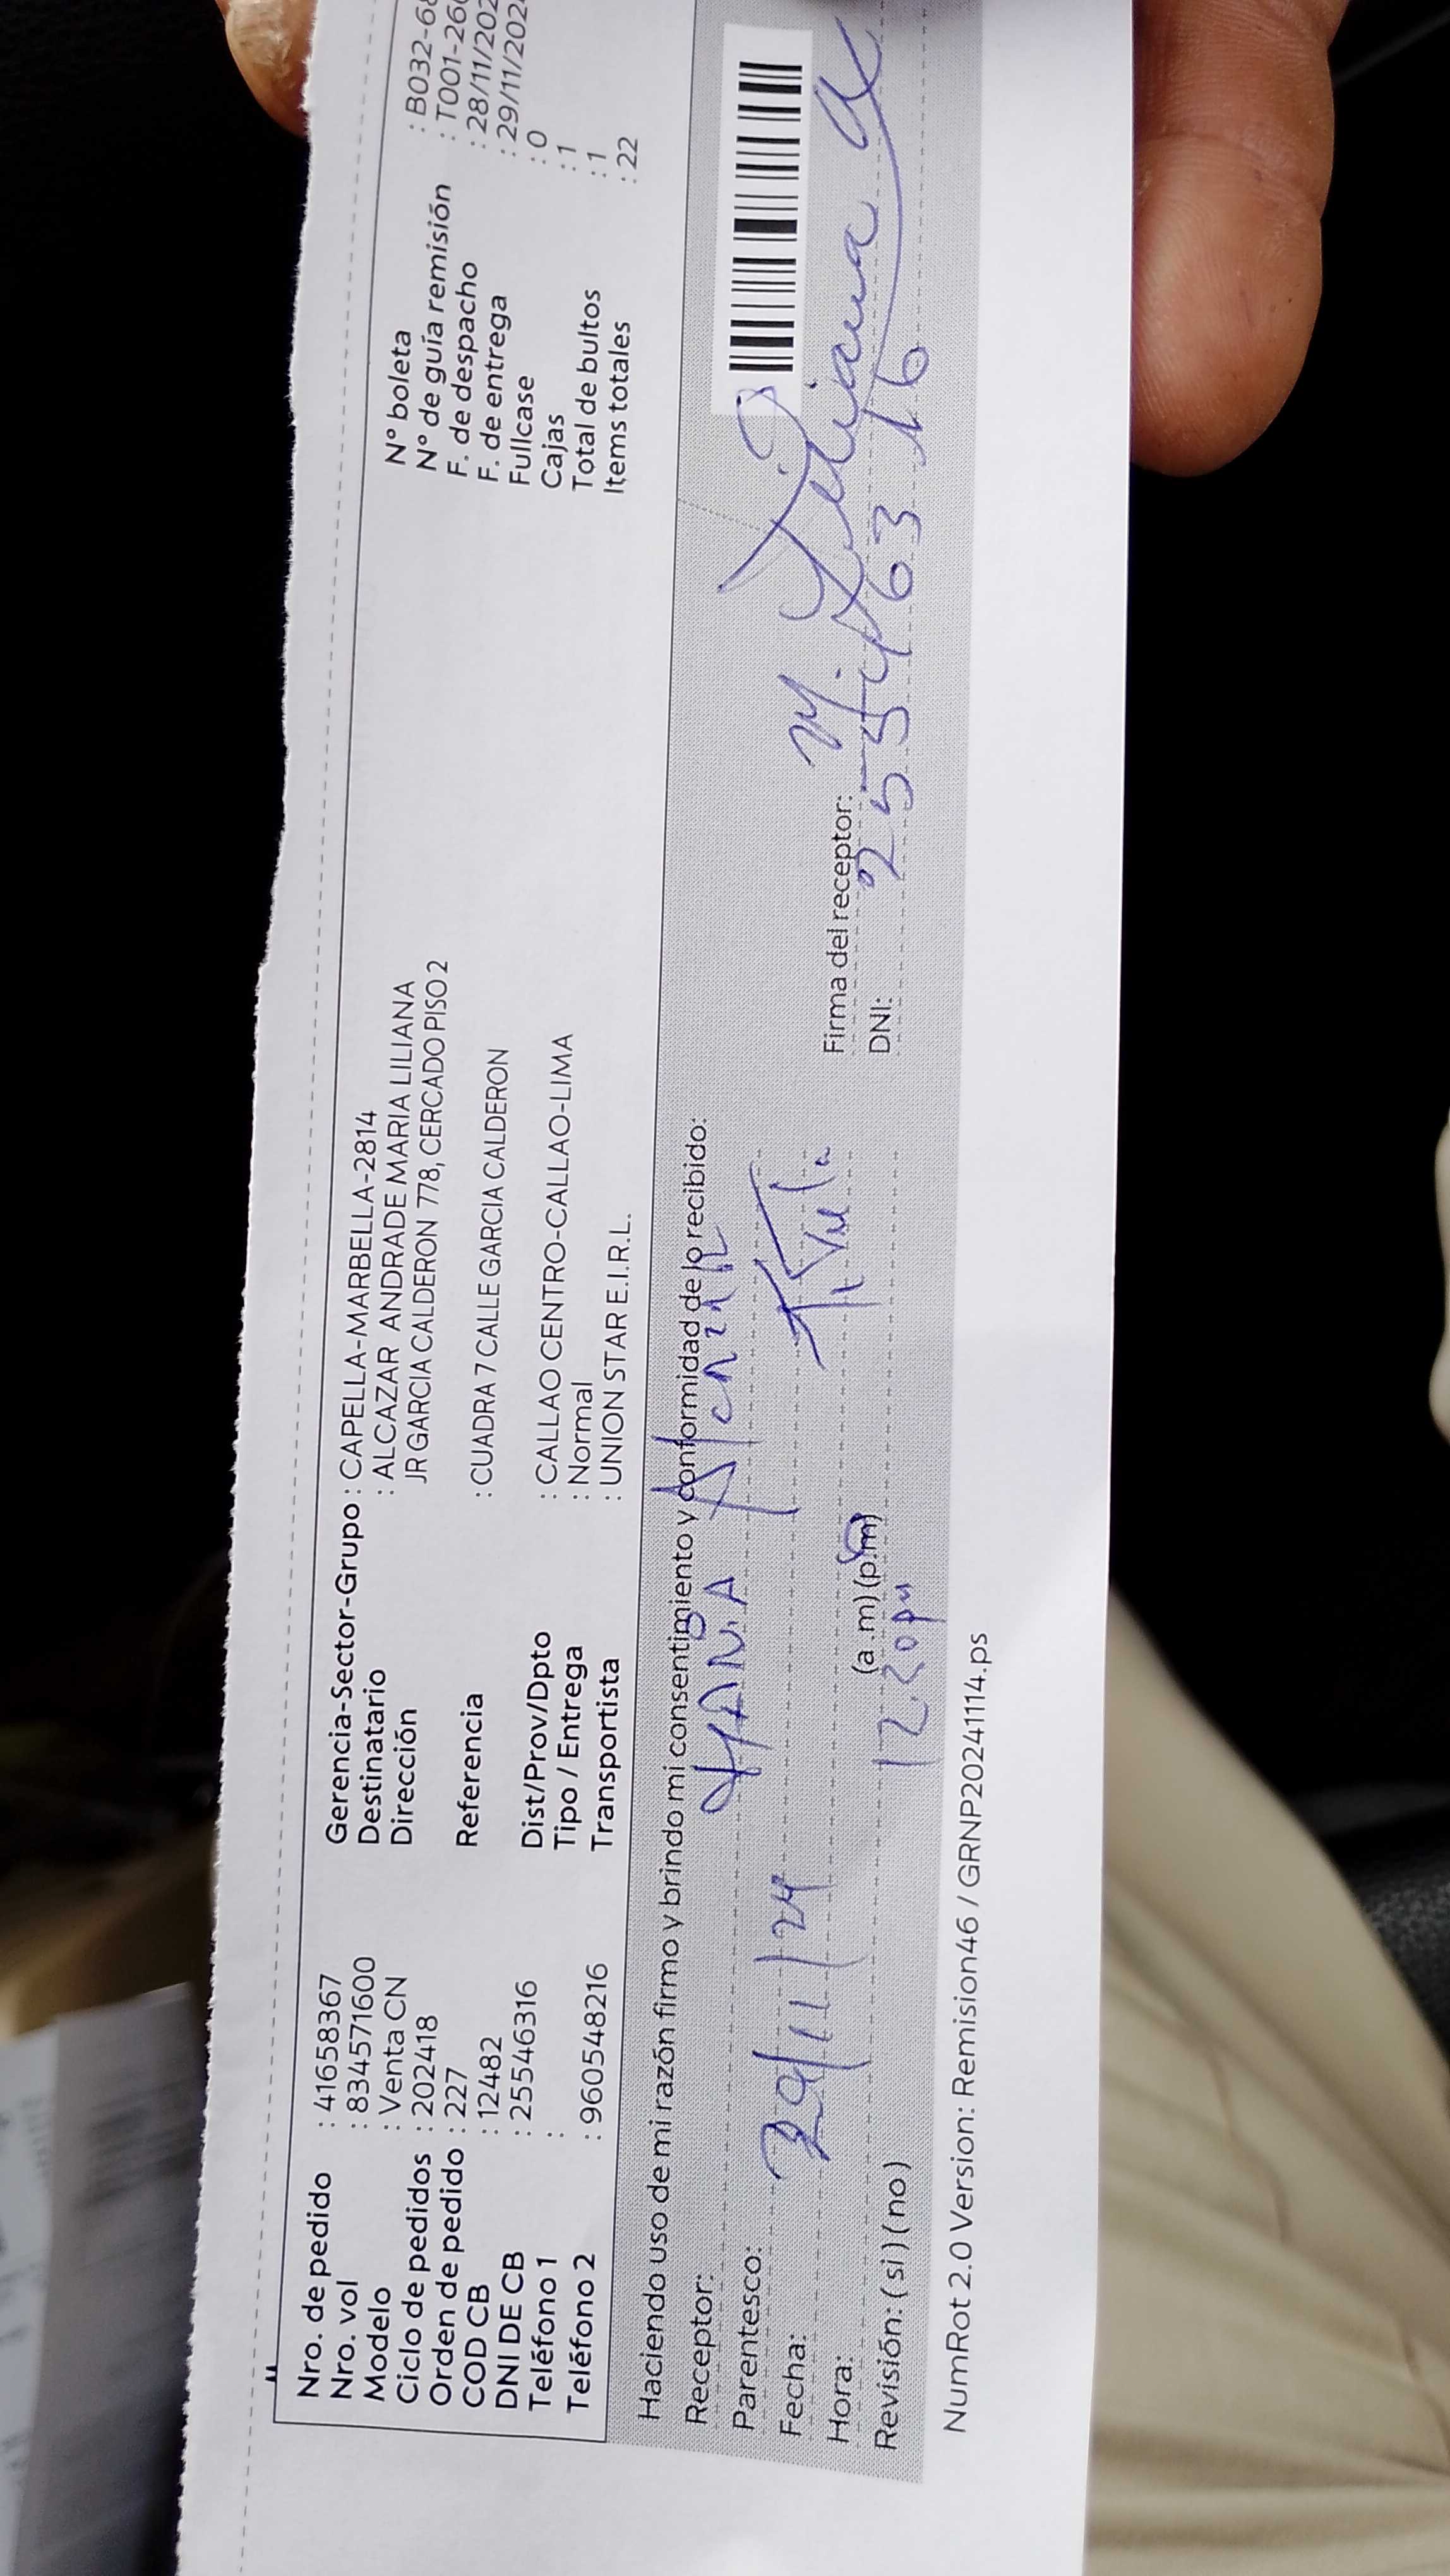 Nro. de pedido : 41658367
Nro. vol : 834571600
Modelo : Venta CN
Ciclo de pedidos : 202418
Orden de pedido : 227
COD CB : 12482
DNI DE CB : 25546316
Teléfono 1 :
Teléfono 2 : 960548216
Gerencia-Sector-Grupo : CAPELLA-MARBELLA-2814
Destinatario : ALCAZAR ANDRADE MARIA LILIANA
Dirección JR GARCIA CALDERON 778, CERCADO PISO 2
Referencia : CUADRA 7 CALLE GARCIA CALDERON
Dist/Prov/Dpto : CALLAO CENTRO-CALLAO-LIMA
Tipo / Entrega : Normal
Transportista : UNION STAR E.I.R.L.
N° boleta : B032-68
N° de guía remisión : T001-260
F. de despacho : 28/11/202
F. de entrega : 29/11/202
Fullcase : 0
Cajas : 1
Total de bultos : 1
Items totales : 22
Haciendo uso de mi razón firmo y brindo mi consentimiento y conformidad de lo recibido:
Receptor:
Parentesco:
Fecha: 29/11/24
Hora: (a.m) (p.m)
Revisión: ( si ) ( no ) 12 20 pm
Firma del receptor: M. Liliana a
DNI: 25546316
NumRot 2.0 Version: Remision46 / GRNP20241114.ps